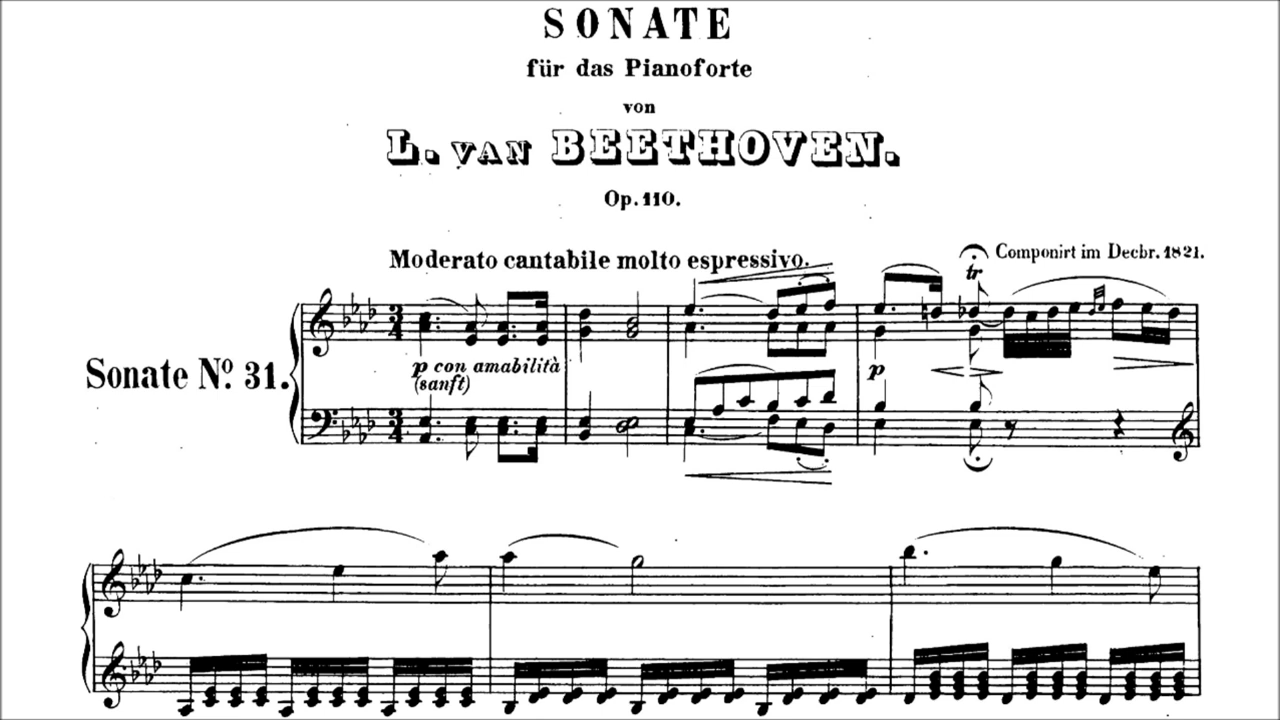 SONATE
für das Pianoforte
von
L. VAN BEETHOVEN.
Op. 110.
Moderato cantabile molto espressivo.
Componirt im Decbr. 1821.
tr
Sonate No. 31.
p con amabilità
(sanft)
p